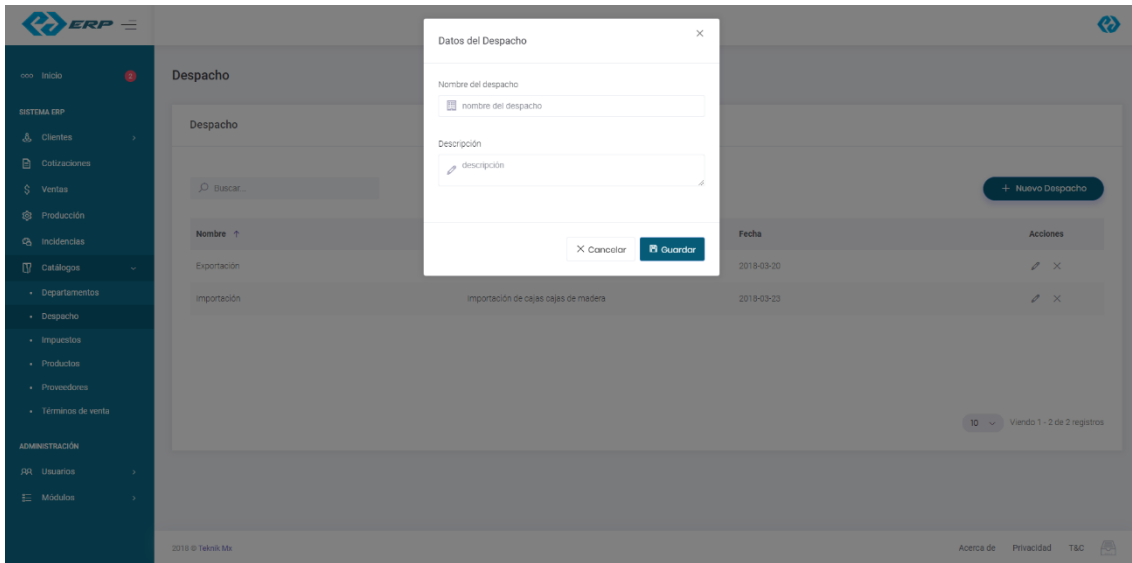 ERP
Inicio 2
SISTEMA ERP
Clientes
Cotizaciones
Ventas
Producción
Incidencias
Catálogos
Departamentos
Despacho
Impuestos
Productos
Proveedores
Términos de venta
ADMINISTRACIÓN
Usuarios
Módulos
Despacho
Despacho
Buscar...
+ Nuevo Despacho
Nombre ↑ Fecha Acciones
Exportación 2018-03-20
Importación importación de cajas cajas de madera 2018-03-23
10 Viendo 1 - 2 de 2 registros
Datos del Despacho
Nombre del despacho
nombre del despacho
Descripción
descripción
Cancelar Guardar
2018 © Teknik Mx Acerca de Privacidad T&C